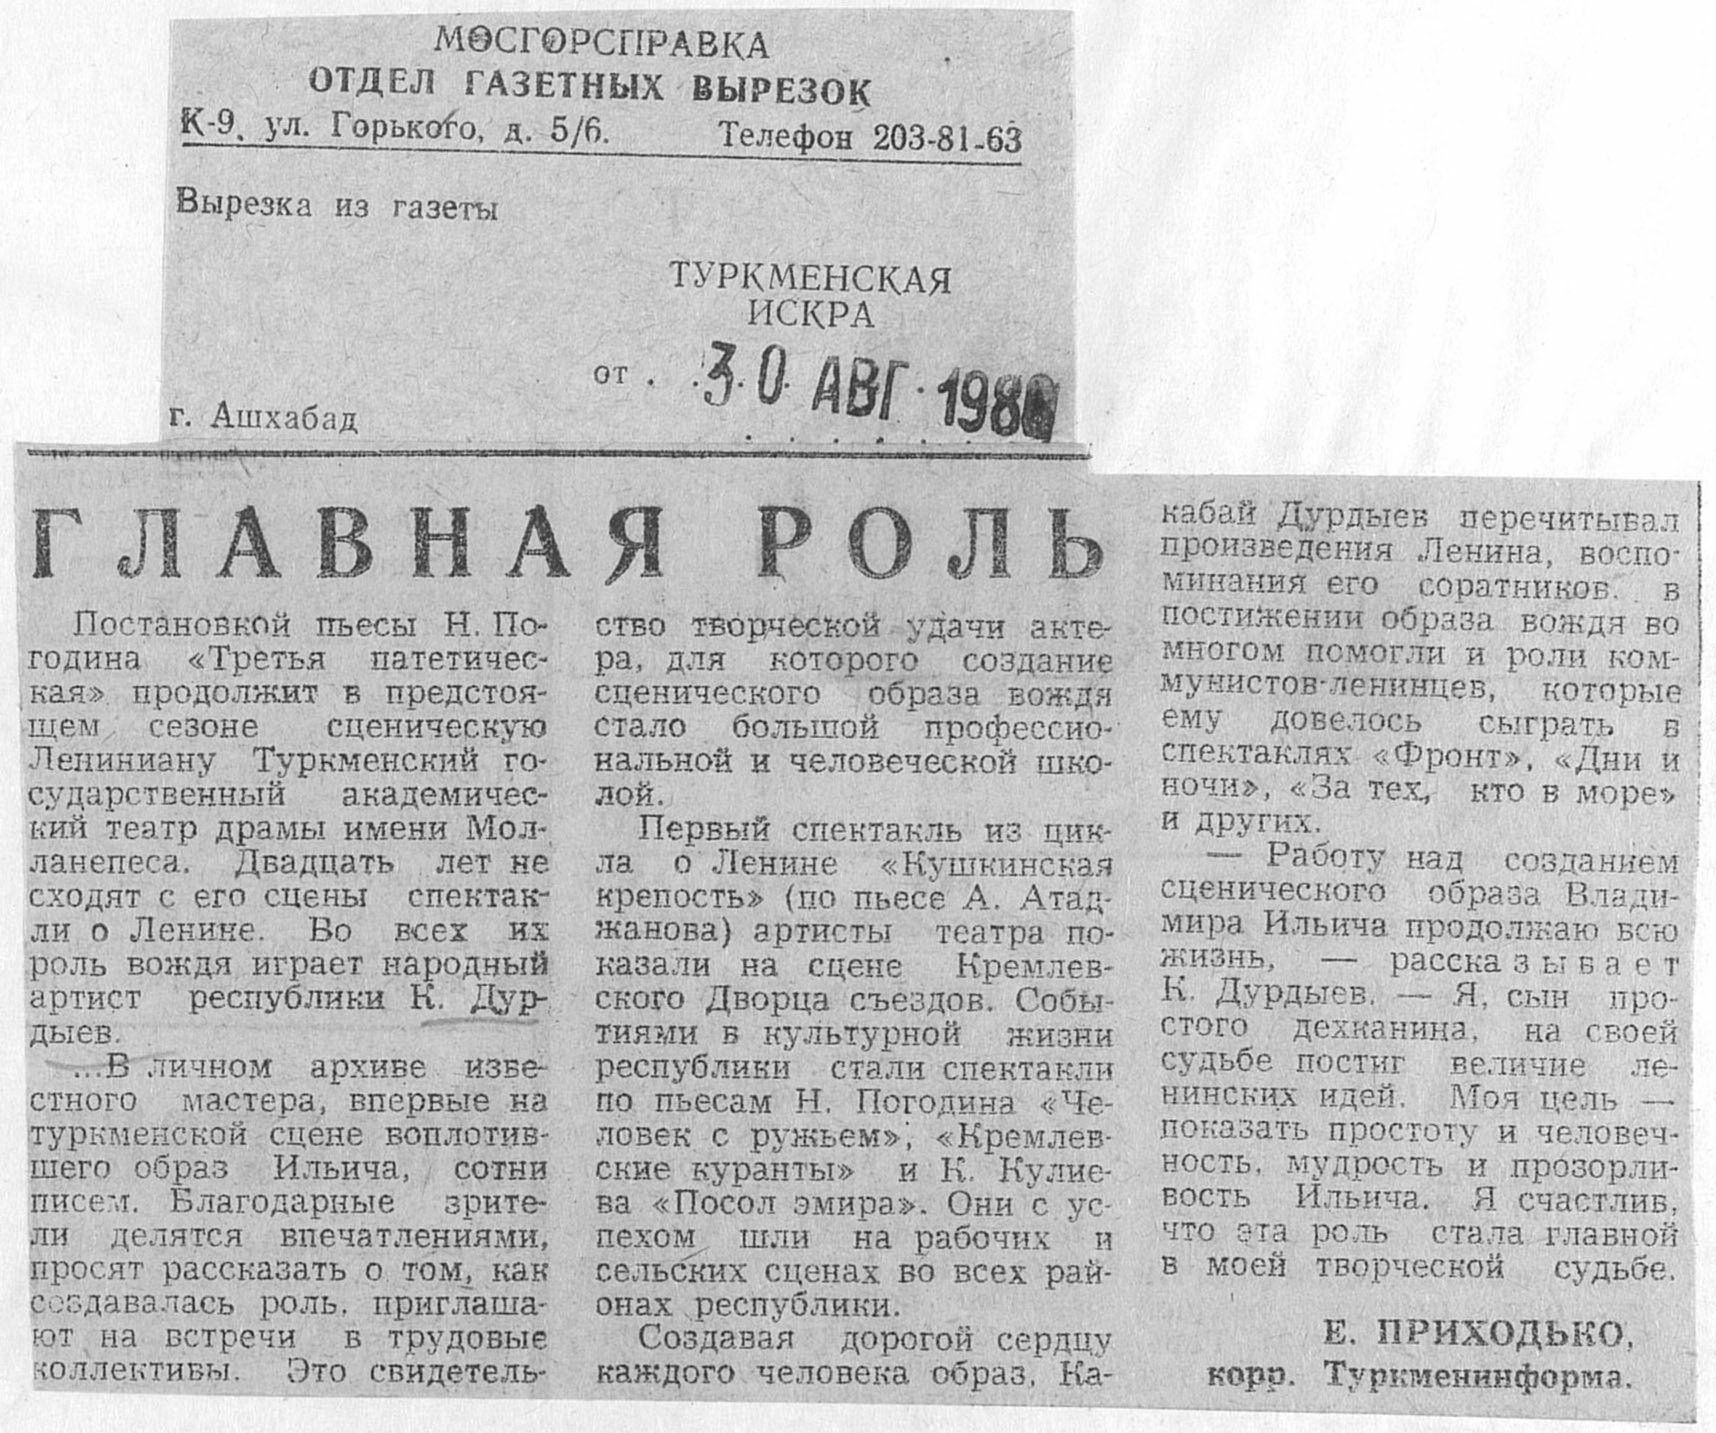 МОСГОРСПРАВКА
ОТДЕЛ ГАЗЕТНЫХ ВЫРЕЗОК
К-9, ул. Горького, д. 5/6. Телефон 203-81-63
Вырезка из газеты
ТУРКМЕНСКАЯ
ИСКРА
от . 30 АВГ 198
г. Ашхабад
ГЛАВНАЯ РОЛЬ
Постановкой пьесы Н. По-
година «Третья патетичес-
кая» продолжит в предстоя-
щем сезоне сценическую
Лениниану Туркменский го-
сударственный академичес-
кий театр драмы имени Мол-
ланепеса. Двадцать лет не
сходят с его сцены спектак-
ли о Ленине. Во всех их
роль вождя играет народный
артист республики К. Дур-
дыев.
...В личном архиве изве-
стного мастера, впервые на
туркменской сцене воплотив-
шего образ Ильича, сотни
писем. Благодарные зрите-
ли делятся впечатлениями,
просят рассказать о том, как
создавалась роль, приглаша-
ют на встречи в трудовые
коллективы. Это свидетель-
ство творческой удачи акте-
ра, для которого создание
сценического образа вождя
стало большой профессио-
нальной и человеческой шко-
лой.
Первый спектакль из цик-
ла о Ленине «Кушкинская
крепость» (по пьесе А. Атад-
жанова) артисты театра по-
казали на сцене Кремлев-
ского Дворца съездов. Собы-
тиями в культурной жизни
республики стали спектакли
по пьесам Н. Погодина «Че-
ловек с ружьем», «Кремлев-
ские куранты» и К. Кулие-
ва «Посол эмира». Они с ус-
пехом шли на рабочих и
сельских сценах во всех рай-
онах республики.
Создавая дорогой сердцу
каждого человека образ, Ка-
кабай Дурдыев перечитывал
произведения Ленина, воспо-
минания его соратников. в
постижении образа вождя во
многом помогли и роли ком-
мунистов-ленинцев, которые
ему довелось сыграть в
спектаклях «Фронт», «Дни и
ночи», «За тех, кто в море»
и других.
— Работу над созданием
сценического образа Влади-
мира Ильича продолжаю всю
жизнь, — рассказывает
К. Дурдыев. — Я, сын про-
стого дехканина, на своей
судьбе постиг величие ле-
нинских идей. Моя цель —
показать простоту и человеч-
ность, мудрость и прозорли-
вость Ильича. Я счастлив,
что эта роль стала главной
в моей творческой судьбе.
Е. ПРИХОДЬКО,
корр. Туркменинформа.